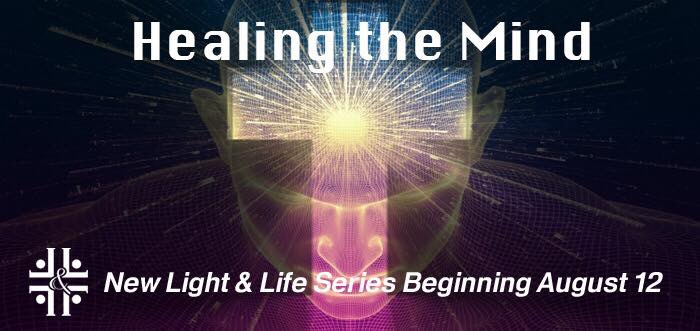 Healing the Mind
&
New Light & Life Series Beginning August 12